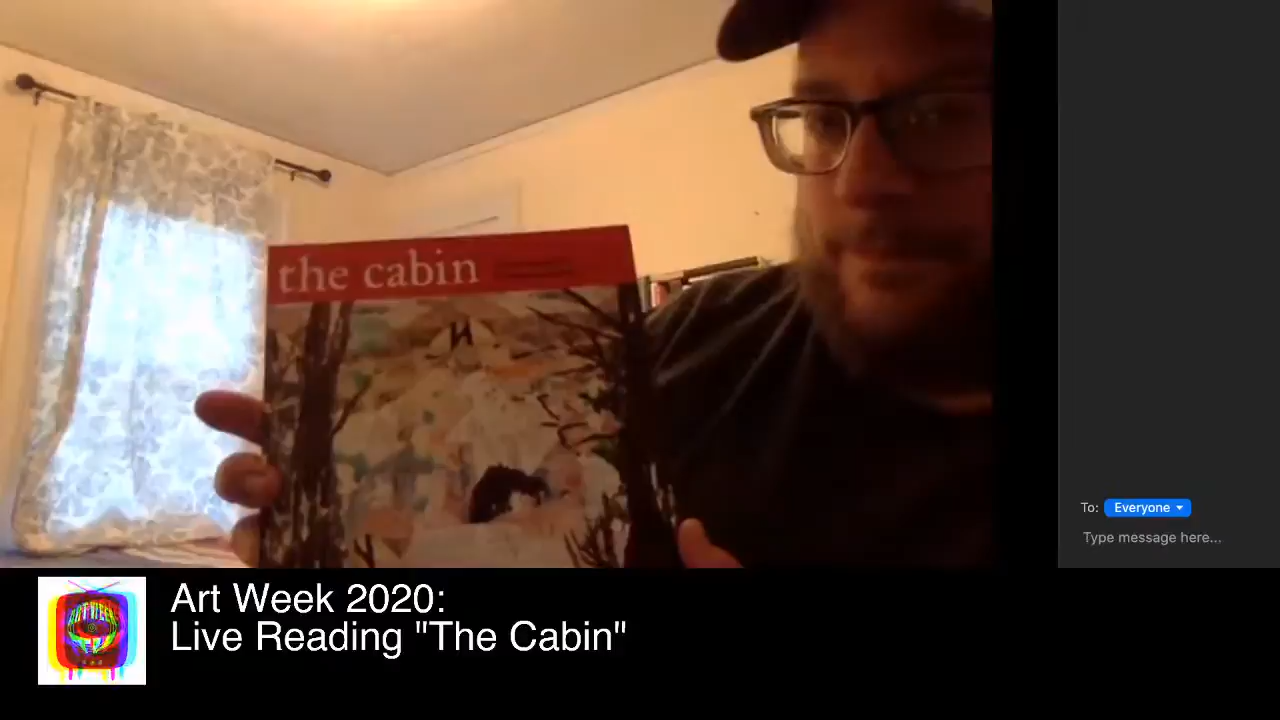 the cabin
To: Everyone
Type message here...
Art Week 2020:
Live Reading "The Cabin"